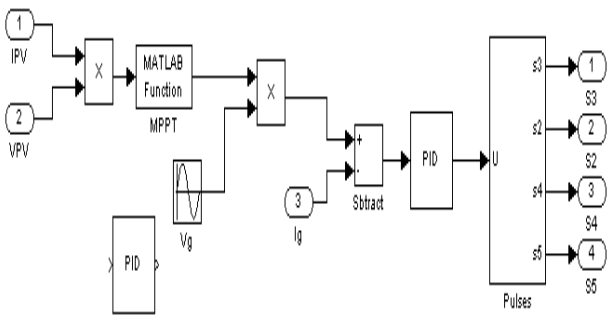 1
IPV
2
VPV
X
MATLAB
Function
MPPT
X
Vg
PID
3
Ig
+
-
Sbtract
PID
U
s3
s2
s4
s5
Pulses
1
S3
2
S2
3
S4
4
S5